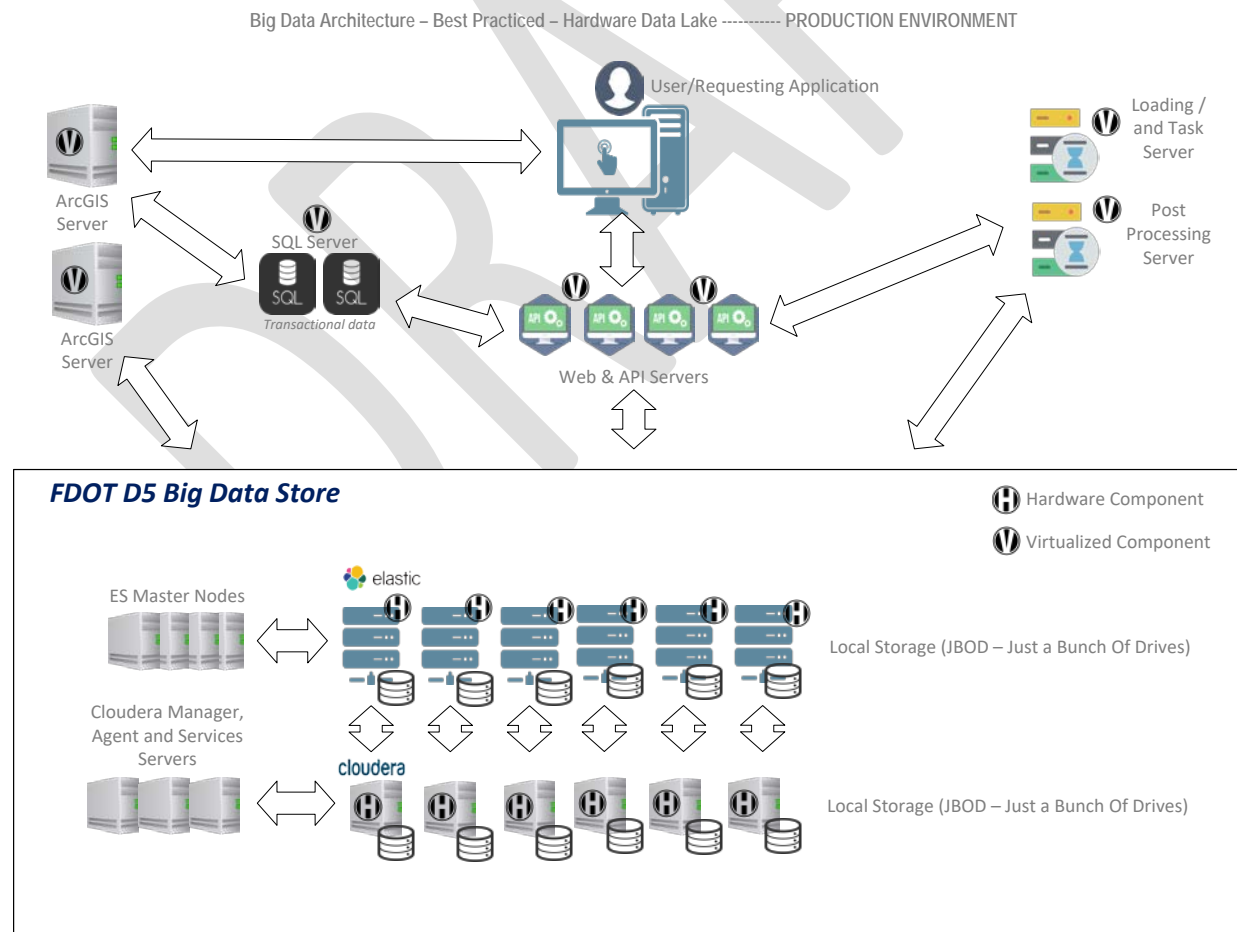 Big Data Architecture – Best Practiced – Hardware Data Lake ----------- PRODUCTION ENVIRONMENT
DRAFT
User/Requesting Application
Loading /
and Task
Server
ArcGIS
Server
Post
Processing
Server
SQL Server
SQL
SQL
Transactional data
ArcGIS
Server
API
API
API
API
Web & API Servers
FDOT D5 Big Data Store
H Hardware Component
V Virtualized Component
elastic
ES Master Nodes
Local Storage (JBOD – Just a Bunch Of Drives)
Cloudera Manager,
Agent and Services
Servers
cloudera
Local Storage (JBOD – Just a Bunch Of Drives)